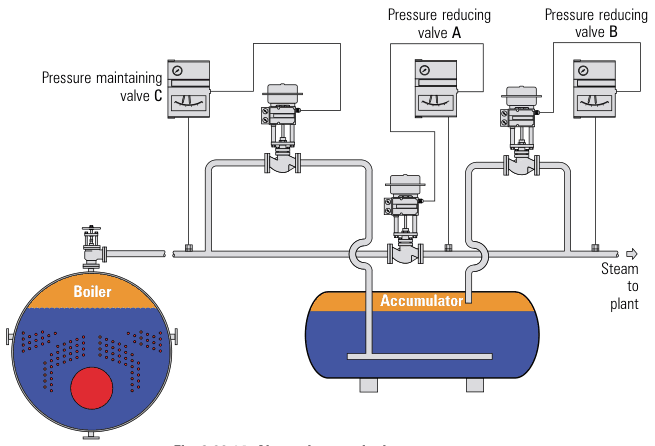 Pressure reducing
valve A
Pressure reducing
valve B
Pressure maintaining
valve C
Steam
to
plant
Boiler
Accumulator